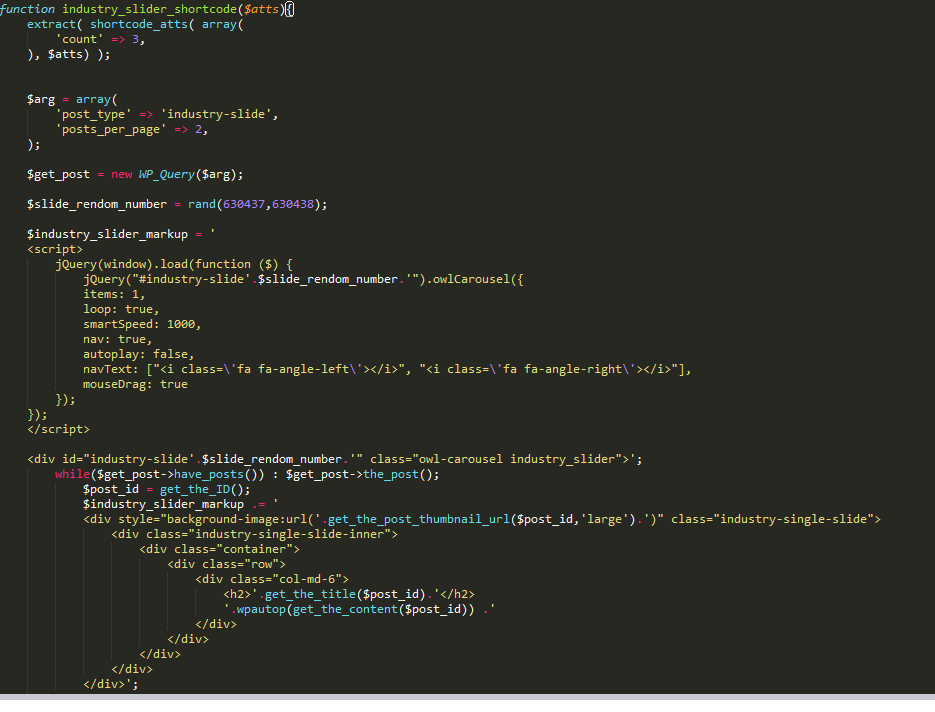 function industry_slider_shortcode($atts){
extract( shortcode_atts( array(
'count' => 3,
), $atts) );
$arg = array(
'post_type' => 'industry-slide',
'posts_per_page' => 2,
);
$get_post = new WP_Query($arg);
$slide_rendom_number = rand(630437,630438);
$industry_slider_markup = '
<script>
jQuery(window).load(function ($) {
jQuery("#industry-slide'.$slide_rendom_number.'").owlCarousel({
items: 1,
loop: true,
smartSpeed: 1000,
nav: true,
autoplay: false,
navText: ["<i class=\'fa fa-angle-left\'></i>", "<i class=\'fa fa-angle-right\'></i>"],
mouseDrag: true
});
});
</script>
<div id="industry-slide'.$slide_rendom_number.'" class="owl-carousel industry_slider">';
while($get_post->have_posts()) : $get_post->the_post();
$post_id = get_the_ID();
$industry_slider_markup .= '
<div style="background-image:url('.get_the_post_thumbnail_url($post_id,'large').')" class="industry-single-slide">
<div class="industry-single-slide-inner">
<div class="container">
<div class="row">
<div class="col-md-6">
<h2>'.get_the_title($post_id).'</h2>
'.wpautop(get_the_content($post_id)) .'
</div>
</div>
</div>
</div>
</div>';